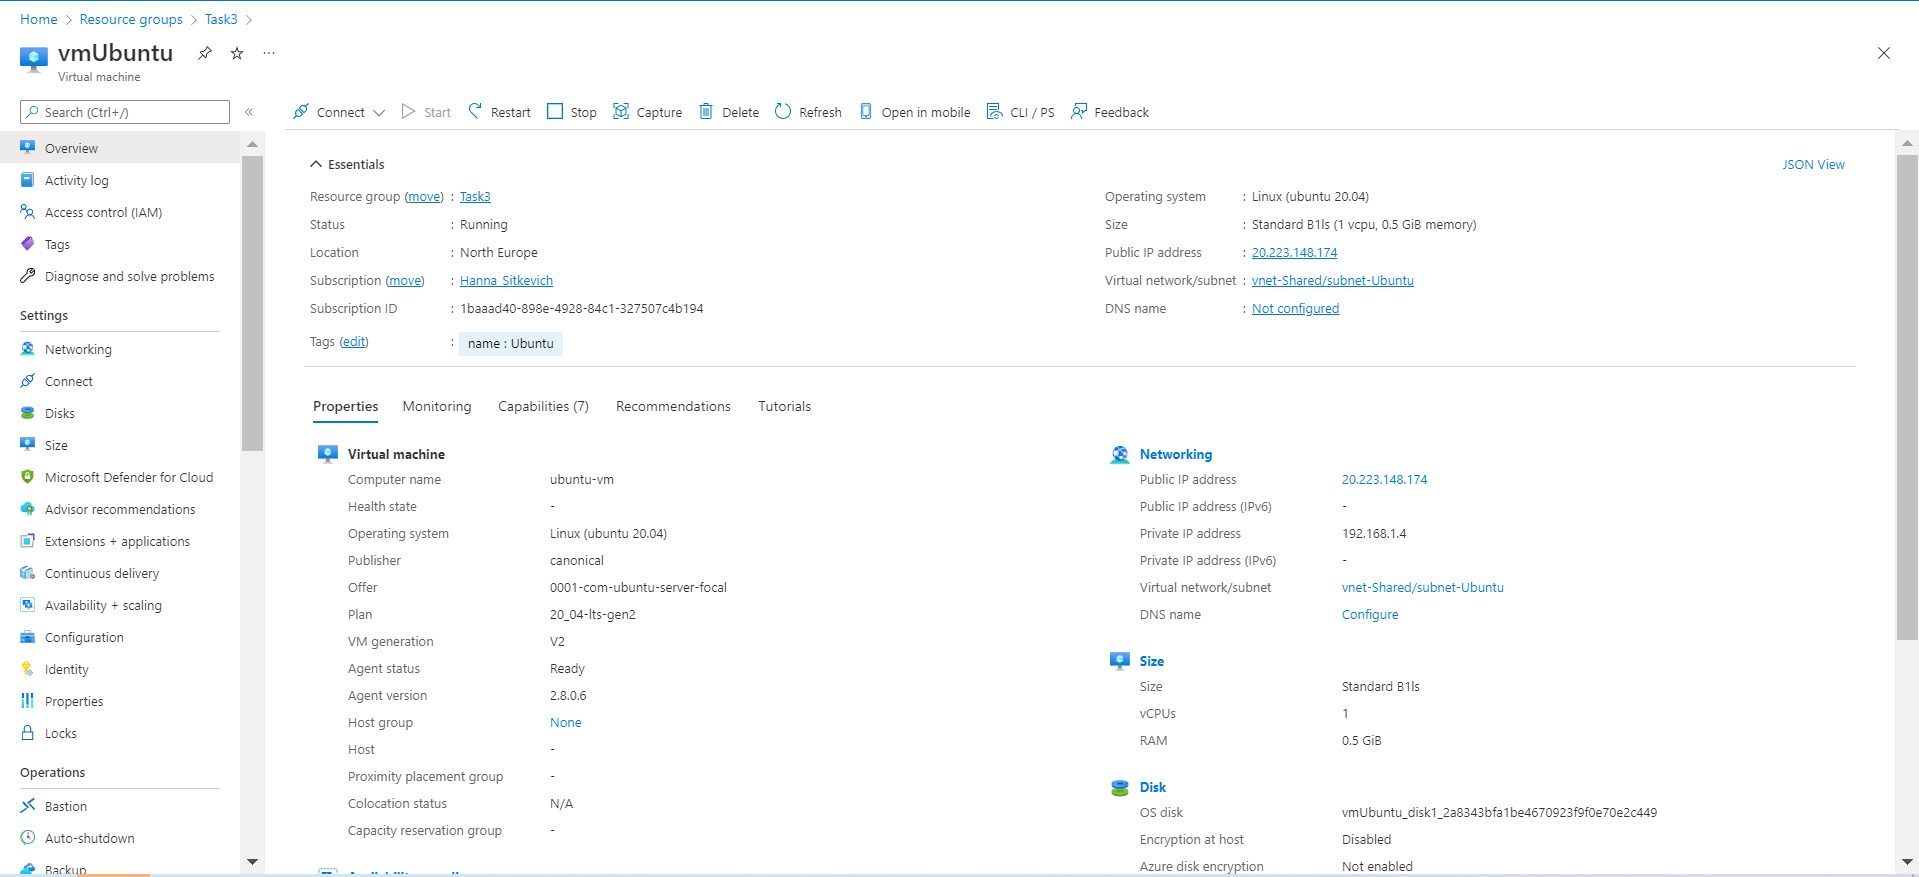 Home > Resource groups > Task3 >
vmUbuntu
Virtual machine
Search (Ctrl+/)
Overview
Activity log
Access control (IAM)
Tags
Diagnose and solve problems
Settings
Networking
Connect
Disks
Size
Microsoft Defender for Cloud
Advisor recommendations
Extensions + applications
Continuous delivery
Availability + scaling
Configuration
Identity
Properties
Locks
Operations
Bastion
Auto-shutdown
Backup
Connect Start Restart Stop Capture Delete Refresh Open in mobile CLI / PS Feedback
Essentials
JSON View
Resource group (move) : Task3
Status : Running
Location : North Europe
Subscription (move) : Hanna Sitkevich
Subscription ID : 1baaad40-898e-4928-84c1-327507c4b194
Tags (edit) : name : Ubuntu
Operating system : Linux (ubuntu 20.04)
Size : Standard B1ls (1 vcpu, 0.5 GiB memory)
Public IP address : 20.223.148.174
Virtual network/subnet : vnet-Shared/subnet-Ubuntu
DNS name : Not configured
Properties Monitoring Capabilities (7) Recommendations Tutorials
Virtual machine
Computer name ubuntu-vm
Health state -
Operating system Linux (ubuntu 20.04)
Publisher canonical
Offer 0001-com-ubuntu-server-focal
Plan 20_04-lts-gen2
VM generation V2
Agent status Ready
Agent version 2.8.0.6
Host group None
Host -
Proximity placement group -
Colocation status N/A
Capacity reservation group -
Networking
Public IP address 20.223.148.174
Public IP address (IPv6) -
Private IP address 192.168.1.4
Private IP address (IPv6) -
Virtual network/subnet vnet-Shared/subnet-Ubuntu
DNS name Configure
Size
Size Standard B1ls
vCPUs 1
RAM 0.5 GiB
Disk
OS disk vmUbuntu_disk1_2a8343bfa1be4670923f9f0e70e2c449
Encryption at host Disabled
Azure disk encryption Not enabled